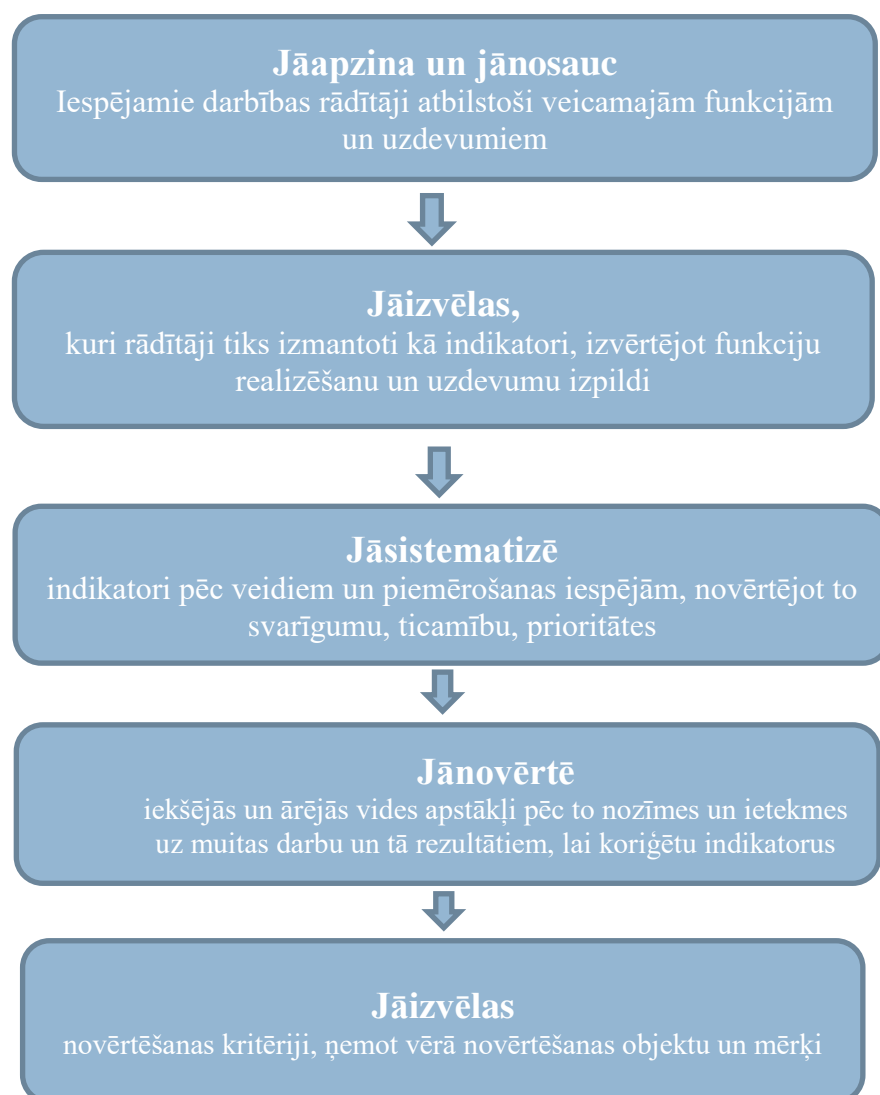 Jāapzina un jānosauc
Iespējamie darbības rādītāji atbilstoši veicamajām funkcijām
un uzdevumiem
Jāizvēlas,
kuri rādītāji tiks izmantoti kā indikatori, izvērtējot funkciju
realizēšanu un uzdevumu izpildi
Jāsistematizē
indikatori pēc veidiem un piemērošanas iespējām, novērtējot to
svarīgumu, ticamību, prioritātes
Jānovērtē
iekšējās un ārējās vides apstākļi pēc to nozīmes un ietekmes
uz muitas darbu un tā rezultātiem, lai koriģētu indikatorus
Jāizvēlas
novērtēšanas kritēriji, ņemot vērā novērtēšanas objektu un mērķi